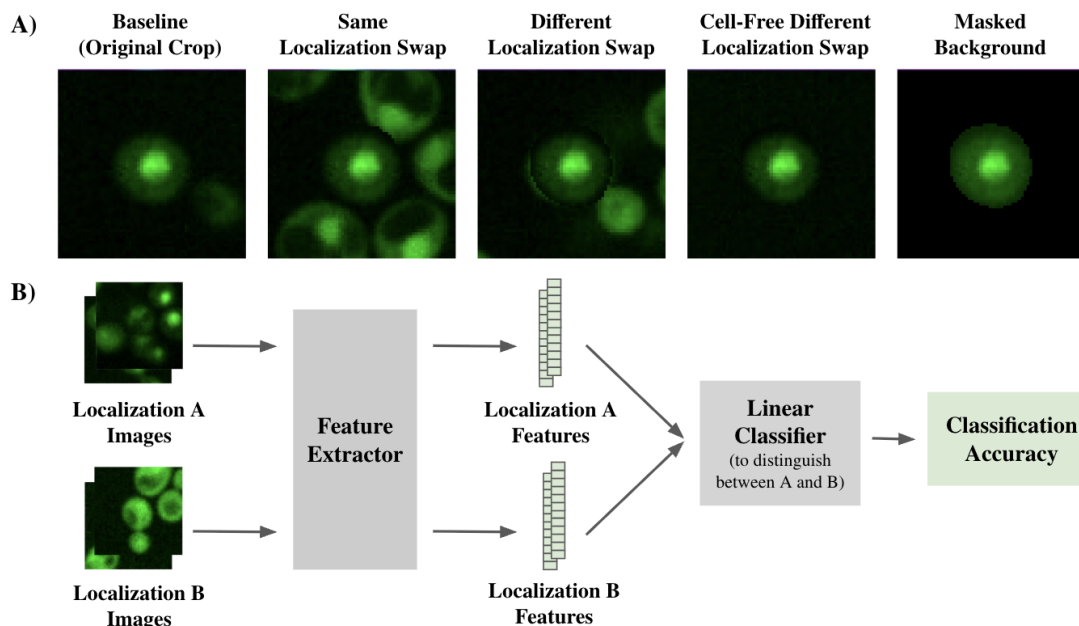 A)
Baseline
(Original Crop)
Same
Localization Swap
Different
Localization Swap
Cell-Free Different
Localization Swap
Masked
Background
B)
Localization A
Images
Localization B
Images
Feature
Extractor
Localization A
Features
Localization B
Features
Linear
Classifier
(to distinguish
between A and B)
Classification
Accuracy